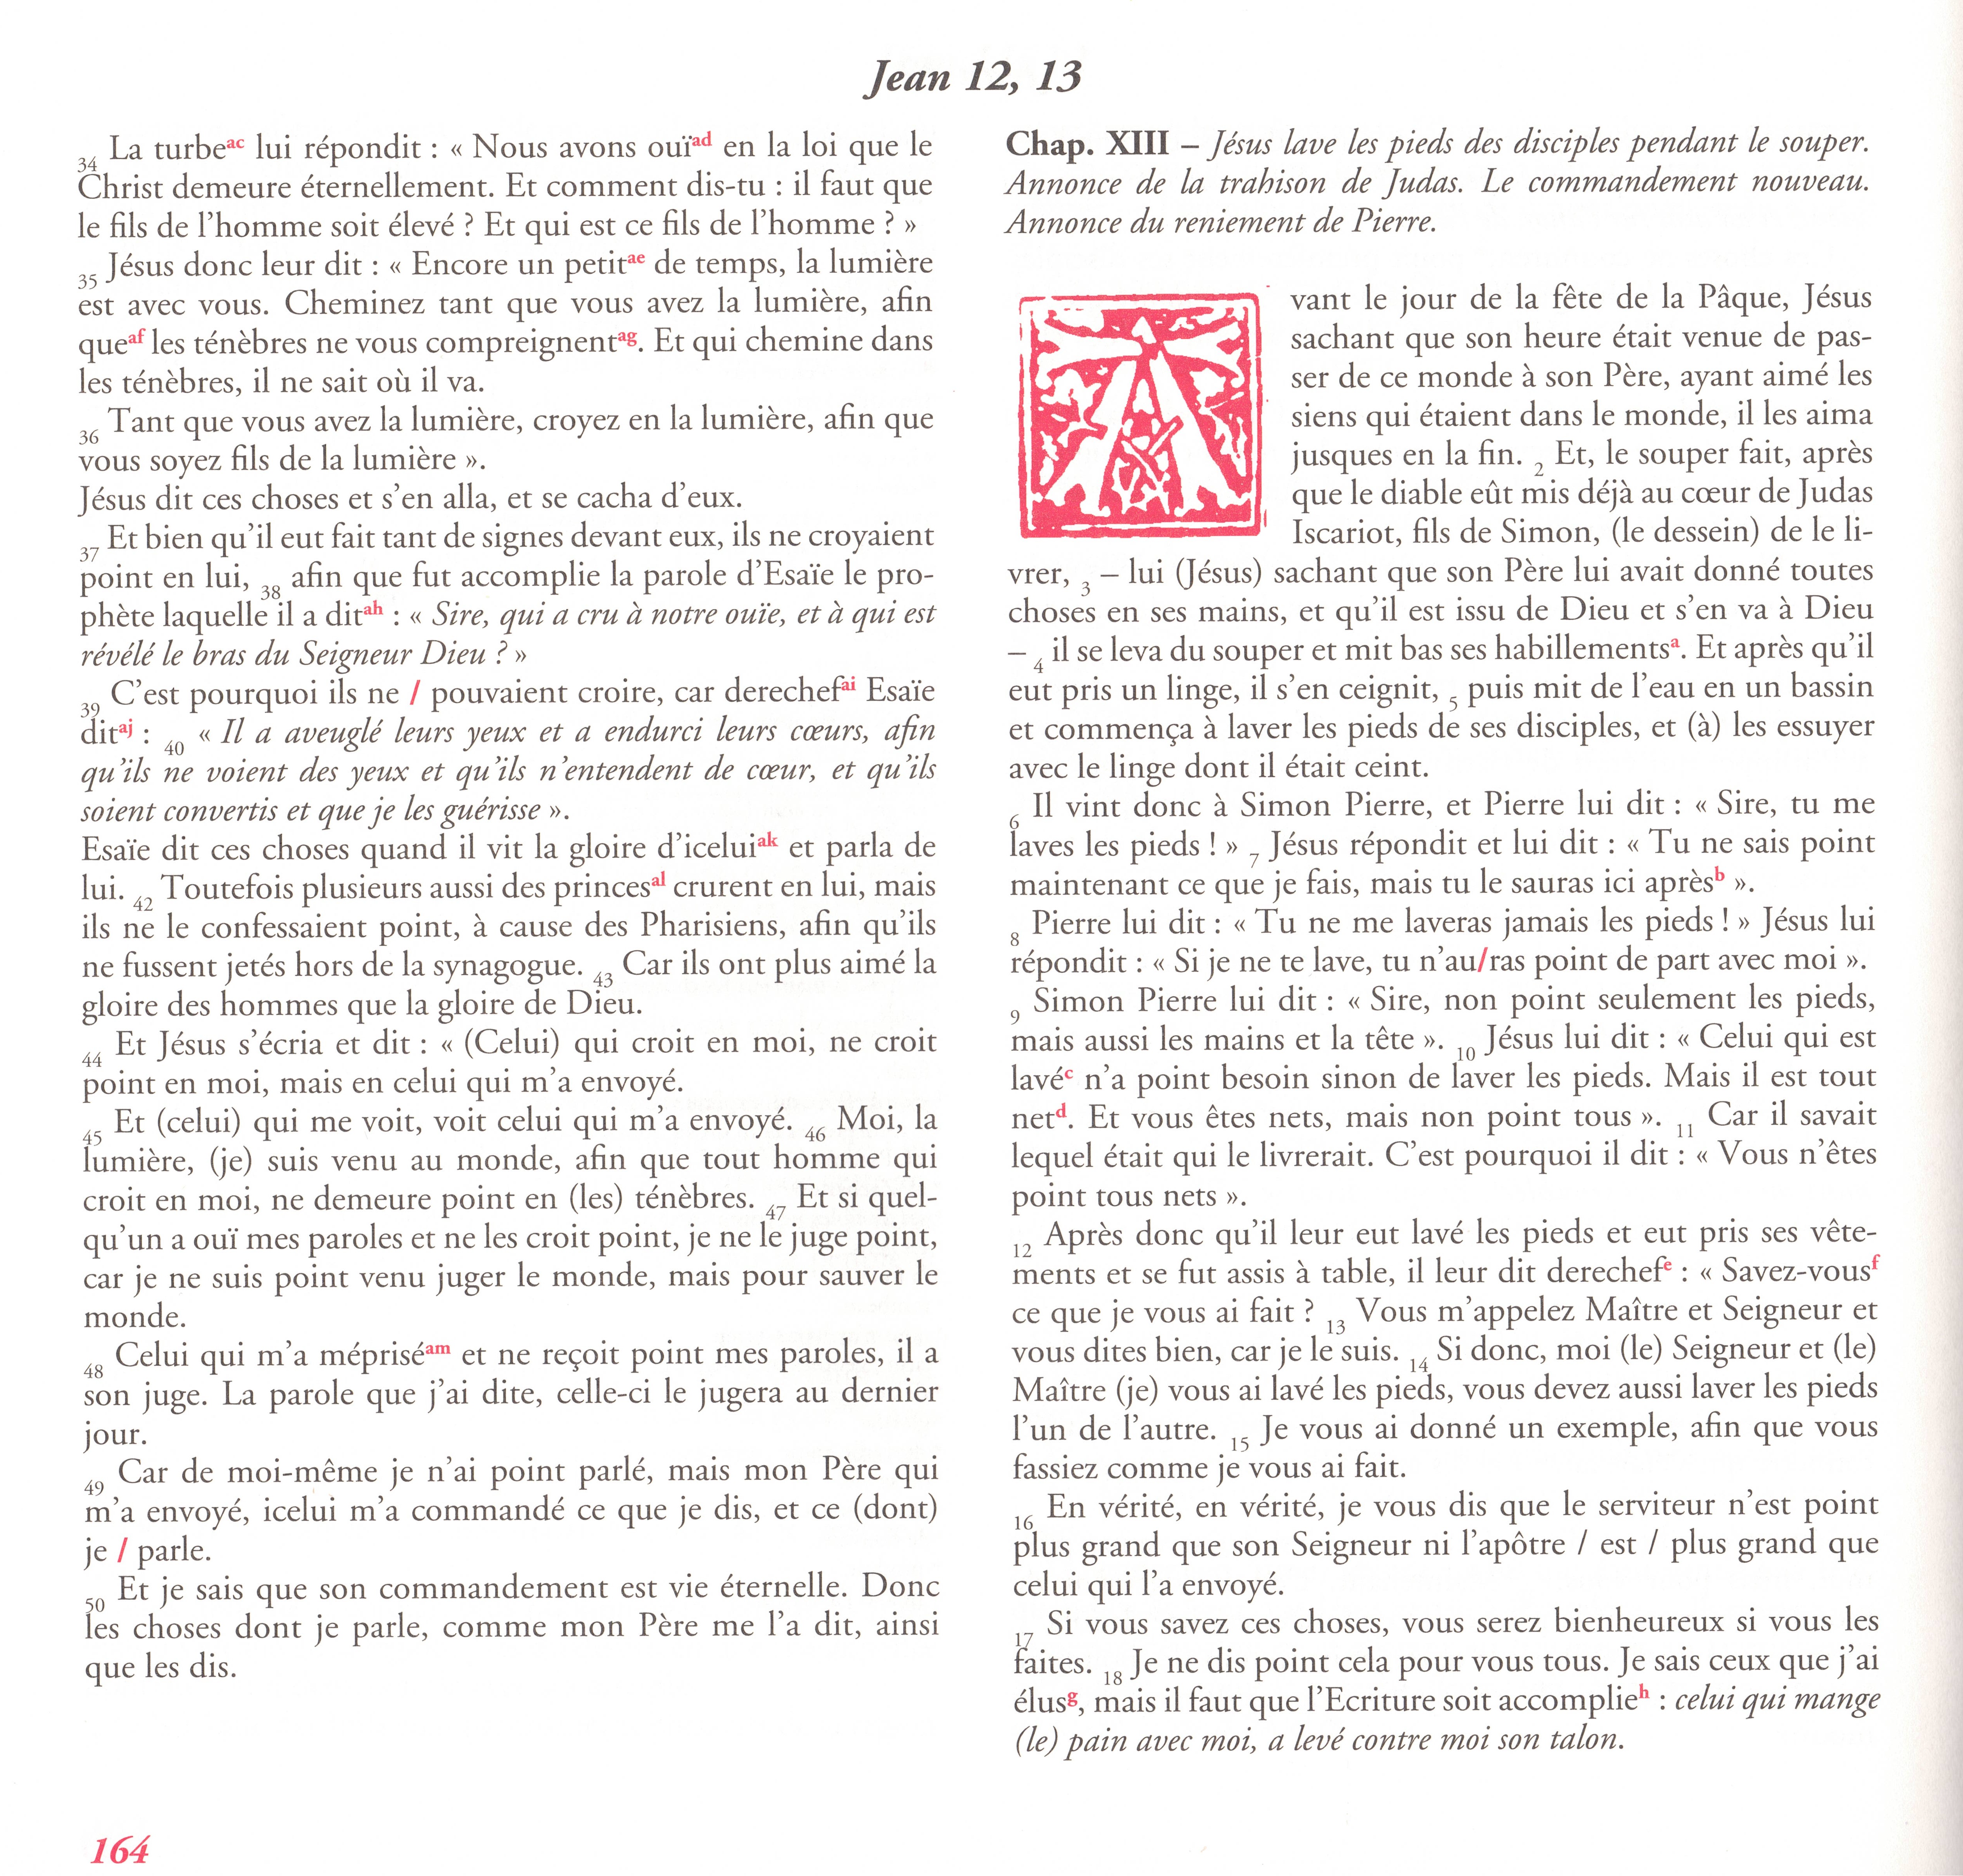 Jean 12, 13
34 La turbeac lui répondit : « Nous avons ouïad en la loi que le
Christ demeure éternellement. Et comment dis-tu : il faut que
le fils de l’homme soit élevé ? Et qui est ce fils de l’homme ? »
35 Jésus donc leur dit : « Encore un petitae de temps, la lumière
est avec vous. Cheminez tant que vous avez la lumière, afin
queaf les ténèbres ne vous compreignentag. Et qui chemine dans
les ténèbres, il ne sait où il va.
36 Tant que vous avez la lumière, croyez en la lumière, afin que
vous soyez fils de la lumière ».
Jésus dit ces choses et s’en alla, et se cacha d’eux.
37 Et bien qu’il eut fait tant de signes devant eux, ils ne croyaient
point en lui, 38 afin que fut accomplie la parole d’Esaïe le pro-
phète laquelle il a ditah : « Sire, qui a cru à notre ouïe, et à qui est
révélé le bras du Seigneur Dieu ? »
39 C’est pourquoi ils ne / pouvaient croire, car derechefai Esaïe
ditaj : 40 « Il a aveuglé leurs yeux et a endurci leurs cœurs, afin
qu’ils ne voient des yeux et qu’ils n’entendent de cœur, et qu’ils
soient convertis et que je les guérisse ».
Esaïe dit ces choses quand il vit la gloire d’iceluiak et parla de
lui. 42 Toutefois plusieurs aussi des princesal crurent en lui, mais
ils ne le confessaient point, à cause des Pharisiens, afin qu’ils
ne fussent jetés hors de la synagogue. 43 Car ils ont plus aimé la
gloire des hommes que la gloire de Dieu.
44 Et Jésus s’écria et dit : « (Celui) qui croit en moi, ne croit
point en moi, mais en celui qui m’a envoyé.
45 Et (celui) qui me voit, voit celui qui m’a envoyé. 46 Moi, la
lumière, (je) suis venu au monde, afin que tout homme qui
croit en moi, ne demeure point en (les) ténèbres. 47 Et si quel-
qu’un a ouï mes paroles et ne les croit point, je ne le juge point,
car je ne suis point venu juger le monde, mais pour sauver le
monde.
48 Celui qui m’a mépriséam et ne reçoit point mes paroles, il a
son juge. La parole que j’ai dite, celle-ci le jugera au dernier
jour.
49 Car de moi-même je n’ai point parlé, mais mon Père qui
m’a envoyé, icelui m’a commandé ce que je dis, et ce (dont)
je / parle.
50 Et je sais que son commandement est vie éternelle. Donc
les choses dont je parle, comme mon Père me l’a dit, ainsi
que les dis.
164
Chap. XIII – Jésus lave les pieds des disciples pendant le souper.
Annonce de la trahison de Judas. Le commandement nouveau.
Annonce du reniement de Pierre.
Avant le jour de la fête de la Pâque, Jésus
sachant que son heure était venue de pas-
ser de ce monde à son Père, ayant aimé les
siens qui étaient dans le monde, il les aima
jusques en la fin. 2 Et, le souper fait, après
que le diable eût mis déjà au cœur de Judas
Iscariot, fils de Simon, (le dessein) de le li-
vrer, 3 – lui (Jésus) sachant que son Père lui avait donné toutes
choses en ses mains, et qu’il est issu de Dieu et s’en va à Dieu
– 4 il se leva du souper et mit bas ses habillementsa. Et après qu’il
eut pris un linge, il s’en ceignit, 5 puis mit de l’eau en un bassin
et commença à laver les pieds de ses disciples, et (à) les essuyer
avec le linge dont il était ceint.
6 Il vint donc à Simon Pierre, et Pierre lui dit : « Sire, tu me
laves les pieds ! » 7 Jésus répondit et lui dit : « Tu ne sais point
maintenant ce que je fais, mais tu le sauras ici aprèsb ».
8 Pierre lui dit : « Tu ne me laveras jamais les pieds ! » Jésus lui
répondit : « Si je ne te lave, tu n’au/ras point de part avec moi ».
9 Simon Pierre lui dit : « Sire, non point seulement les pieds,
mais aussi les mains et la tête ». 10 Jésus lui dit : « Celui qui est
lavéc n’a point besoin sinon de laver les pieds. Mais il est tout
netd. Et vous êtes nets, mais non point tous ». 11 Car il savait
lequel était qui le livrerait. C’est pourquoi il dit : « Vous n’êtes
point tous nets ».
12 Après donc qu’il leur eut lavé les pieds et eut pris ses vête-
ments et se fut assis à table, il leur dit derechefe : « Savez-vousf
ce que je vous ai fait ? 13 Vous m’appelez Maître et Seigneur et
vous dites bien, car je le suis. 14 Si donc, moi (le) Seigneur et (le)
Maître (je) vous ai lavé les pieds, vous devez aussi laver les pieds
l’un de l’autre. 15 Je vous ai donné un exemple, afin que vous
fassiez comme je vous ai fait.
16 En vérité, en vérité, je vous dis que le serviteur n’est point
plus grand que son Seigneur ni l’apôtre / est / plus grand que
celui qui l’a envoyé.
17 Si vous savez ces choses, vous serez bienheureux si vous les
faites. 18 Je ne dis point cela pour vous tous. Je sais ceux que j’ai
élusg, mais il faut que l’Ecriture soit accomplieh : celui qui mange
(le) pain avec moi, a levé contre moi son talon.